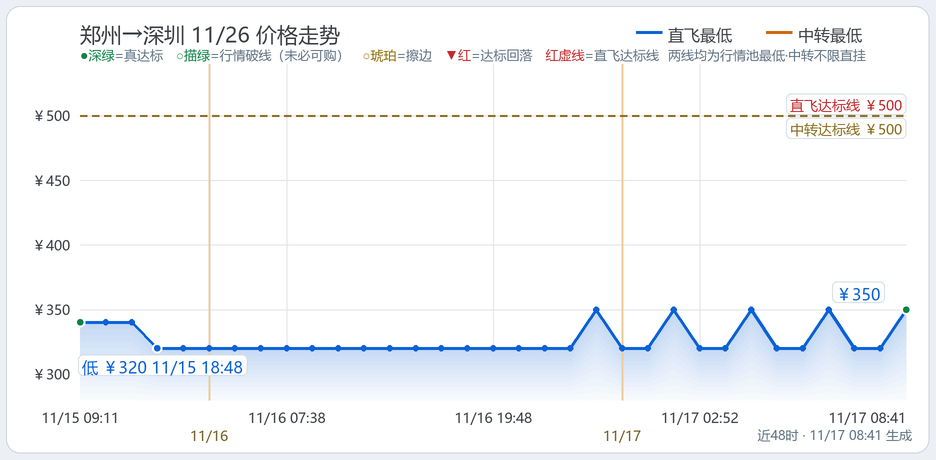 郑州→深圳 11/26 价格走势
直飞最低 中转最低
●深绿=真达标 ○描绿=行情破线（未必可购） ○琥珀=擦边 ▼红=达标回落 红虚线=直飞达标线 两线均为行情池最低·中转不限直挂
¥500
直飞达标线 ¥500
中转达标线 ¥500
¥450
¥400
¥350
¥350
低 ¥320 11/15 18:48
¥300
11/15 09:11 11/16 07:38 11/16 19:48 11/17 02:52 11/17 08:41
11/16 11/17
近48时 · 11/17 08:41 生成